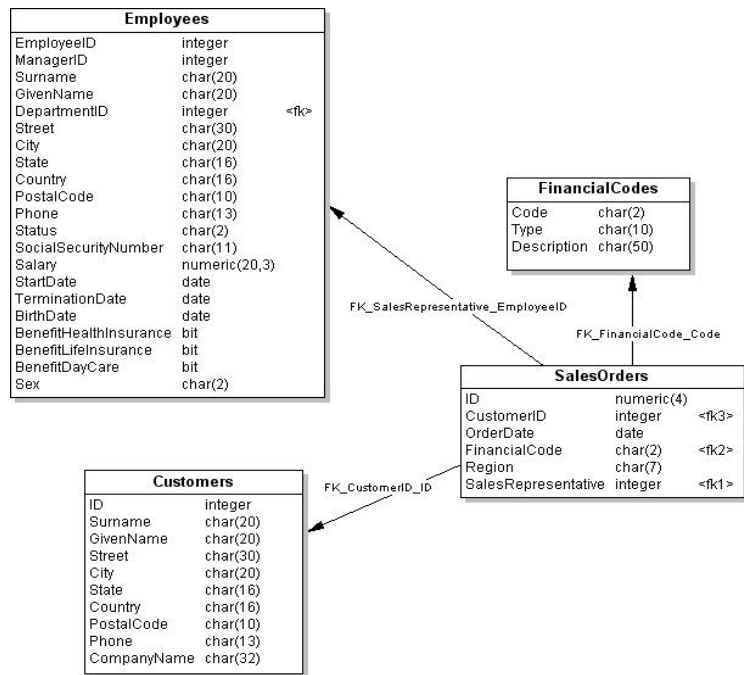 Employees
EmployeeID integer
ManagerID integer
Surname char(20)
GivenName char(20)
DepartmentID integer <fk>
Street char(30)
City char(20)
State char(16)
Country char(16)
PostalCode char(10)
Phone char(13)
Status char(2)
SocialSecurityNumber char(11)
Salary numeric(20,3)
StartDate date
TerminationDate date
BirthDate date
BenefitHealthInsurance bit
BenefitLifeInsurance bit
BenefitDayCare bit
Sex char(2)
FinancialCodes
Code char(2)
Type char(10)
Description char(50)
FK_SalesRepresentative_EmployeeID
FK_FinancialCode_Code
SalesOrders
ID numeric(4)
CustomerID integer <fk3>
OrderDate date
FinancialCode char(2) <fk2>
Region char(7)
SalesRepresentative integer <fk1>
FK_CustomerID_ID
Customers
ID integer
Surname char(20)
GivenName char(20)
Street char(30)
City char(20)
State char(16)
Country char(16)
PostalCode char(10)
Phone char(13)
CompanyName char(32)